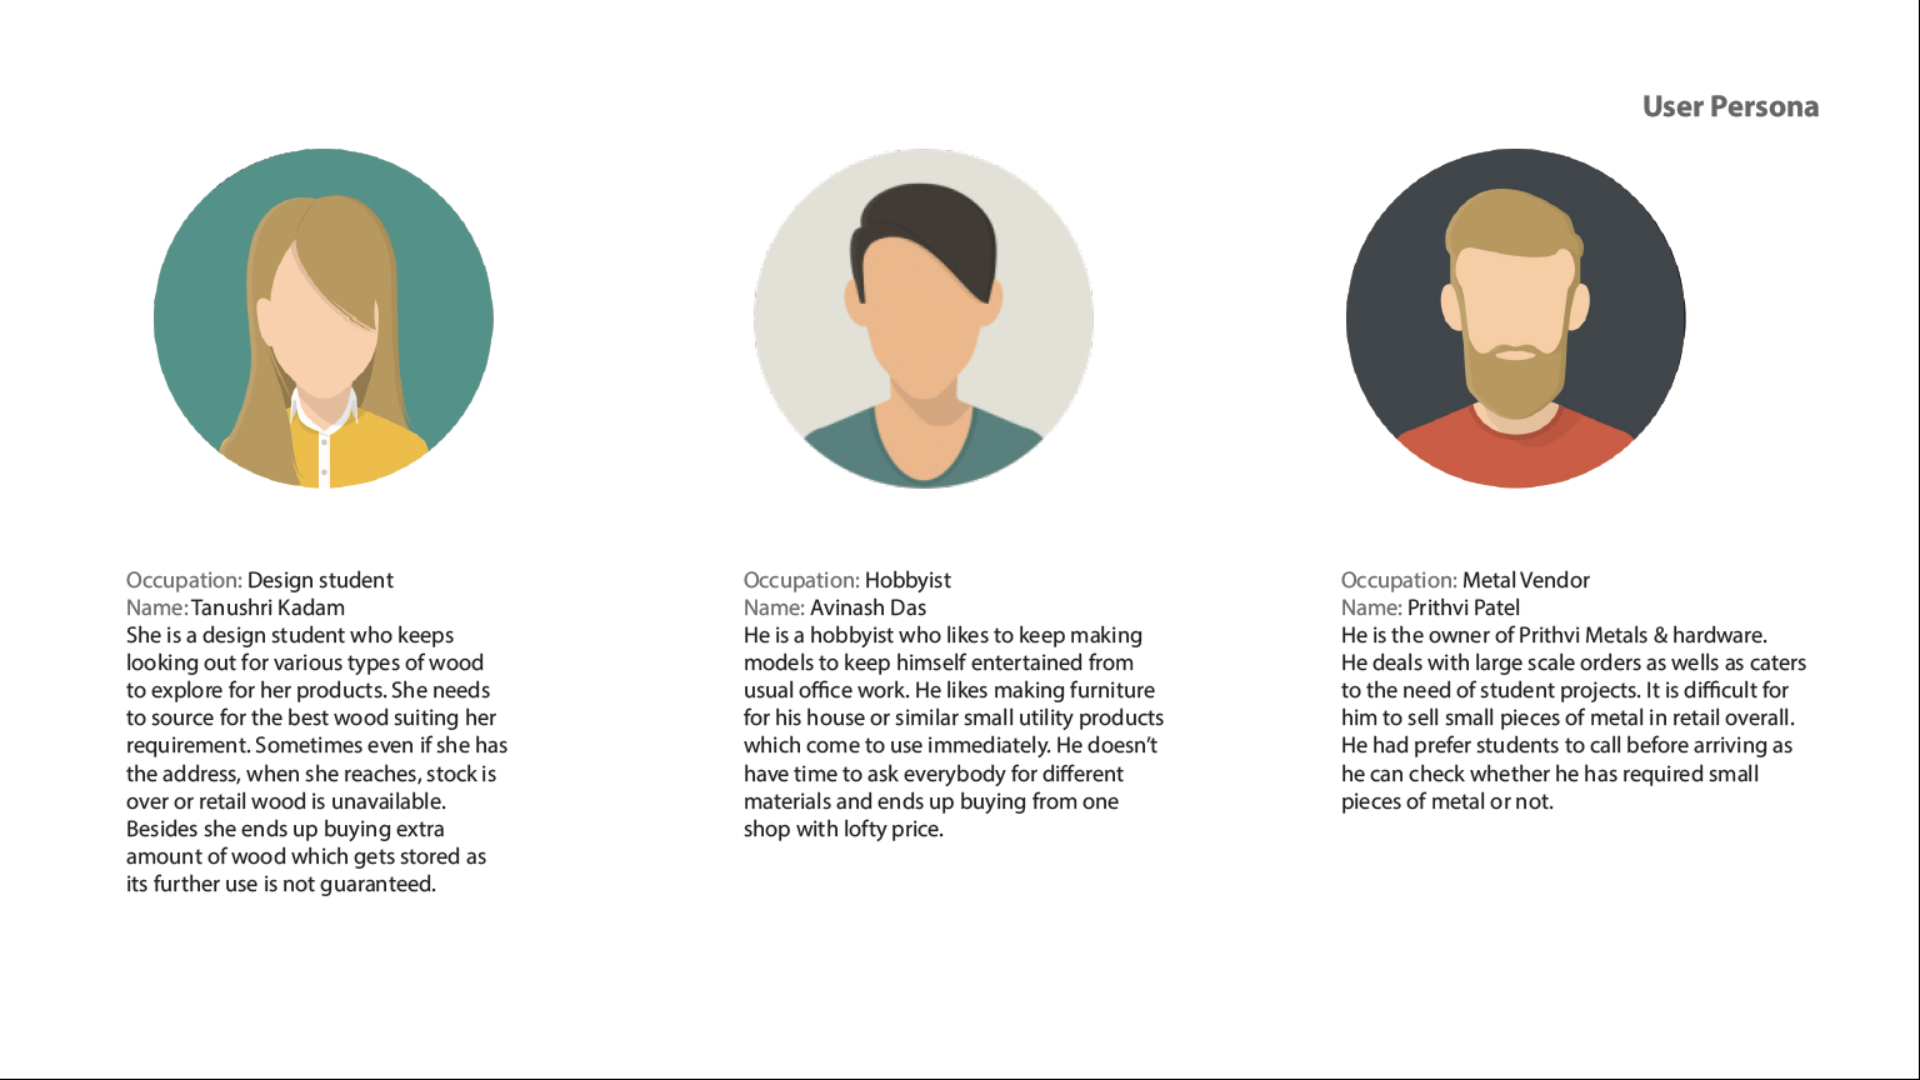 User Persona
Occupation: Design student
Name: Tanushri Kadam
She is a design student who keeps
looking out for various types of wood
to explore for her products. She needs
to source for the best wood suiting her
requirement. Sometimes even if she has
the address, when she reaches, stock is
over or retail wood is unavailable.
Besides she ends up buying extra
amount of wood which gets stored as
its further use is not guaranteed.
Occupation: Hobbyist
Name: Avinash Das
He is a hobbyist who likes to keep making
models to keep himself entertained from
usual office work. He likes making furniture
for his house or similar small utility products
which come to use immediately. He doesn’t
have time to ask everybody for different
materials and ends up buying from one
shop with lofty price.
Occupation: Metal Vendor
Name: Prithvi Patel
He is the owner of Prithvi Metals & hardware.
He deals with large scale orders as wells as caters
to the need of student projects. It is difficult for
him to sell small pieces of metal in retail overall.
He had prefer students to call before arriving as
he can check whether he has required small
pieces of metal or not.